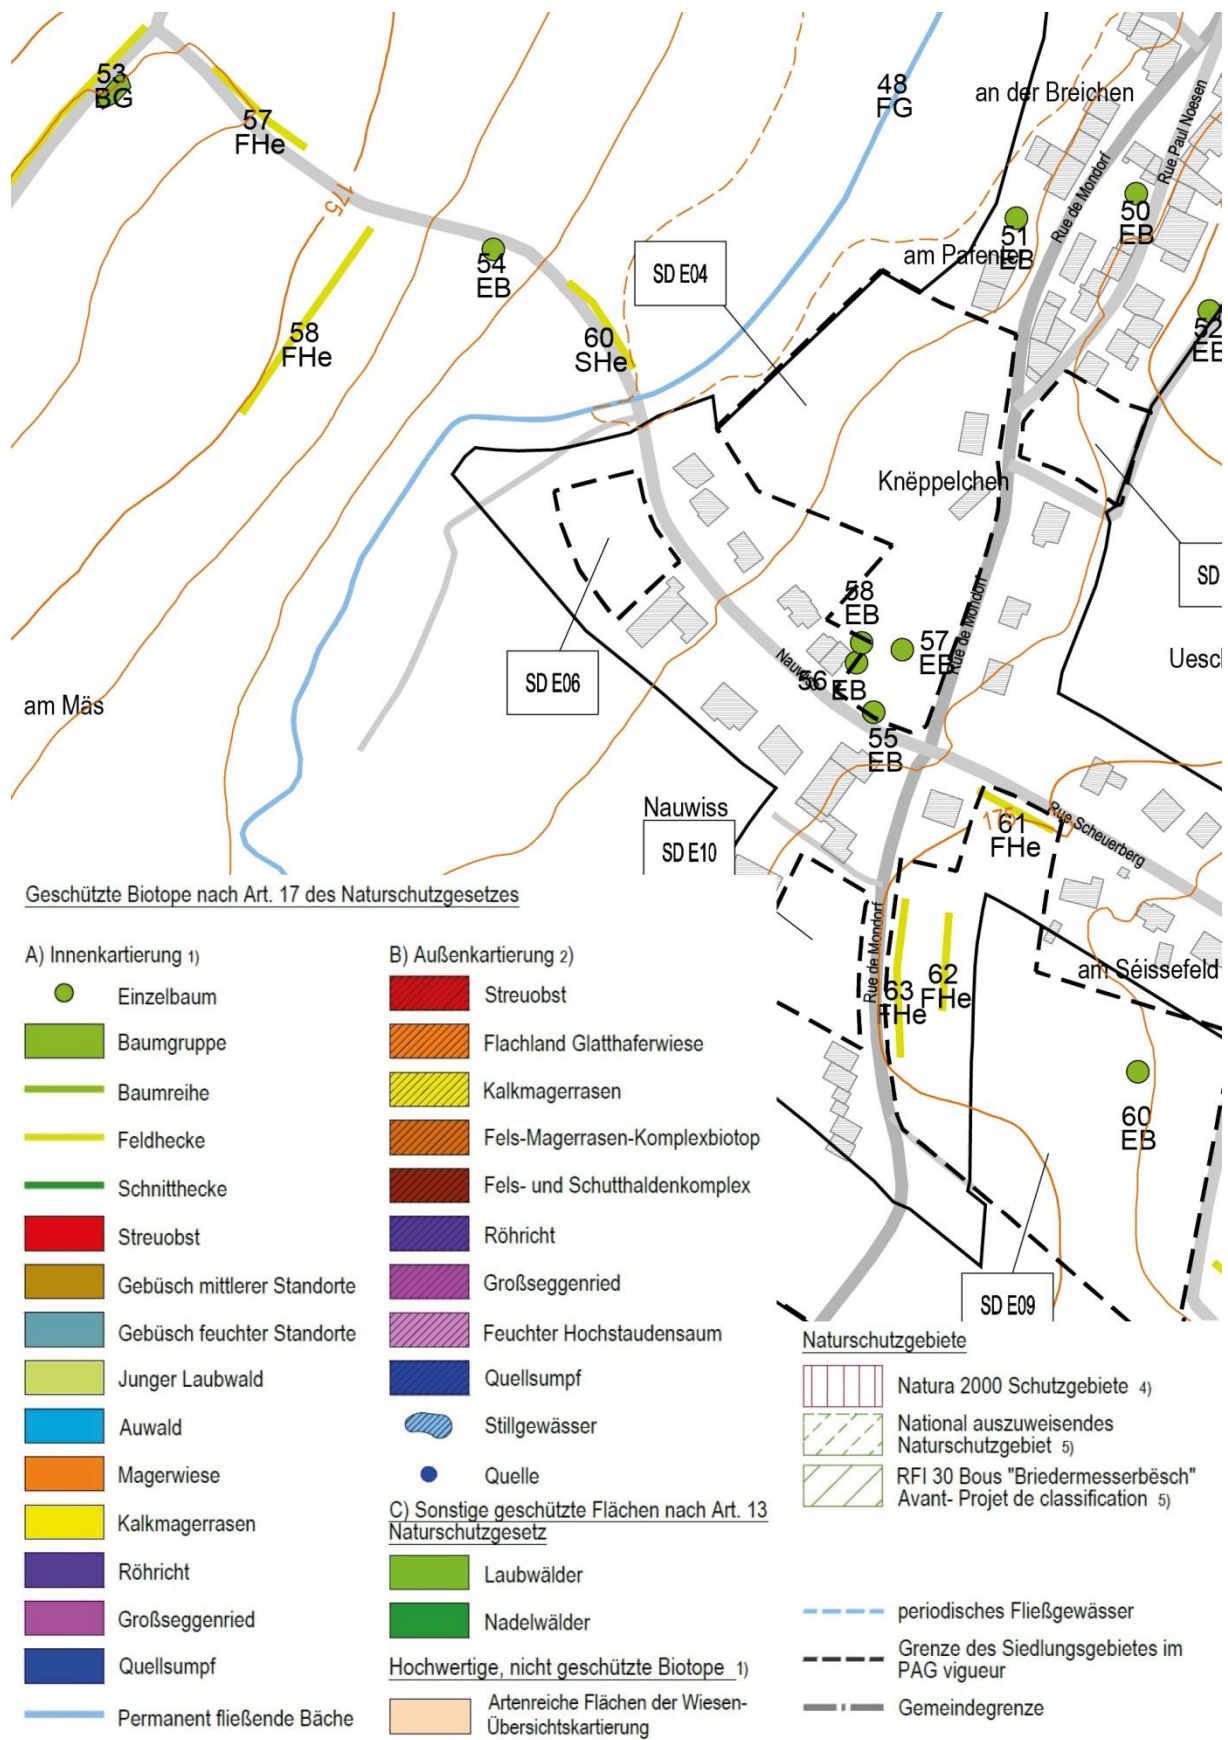 53
BG
57
FHe
175
58
FHe
54
EB
60
SHe
48
FG
an der Breichen
Rue de Mondorf
Rue Paul Noesen
50
EB
51
EB
am Pafente
52
EB
SD E04
Knëppelchen
SD
Rue de Mondorf
58
EB
57
EB
56 EB
Nauwiss
55
EB
SD E06
am Mäs
Nauwiss
SD E10
175
61
FHe
Rue Scheuerberg
Rue de Mondorf
62
FHe
63
FHe
am Séissefeld
60
EB
SD E09
Geschützte Biotope nach Art. 17 des Naturschutzgesetzes
A) Innenkartierung 1)
Einzelbaum
Baumgruppe
Baumreihe
Feldhecke
Schnitthecke
Streuobst
Gebüsch mittlerer Standorte
Gebüsch feuchter Standorte
Junger Laubwald
Auwald
Magerwiese
Kalkmagerrasen
Röhricht
Großseggenried
Quellsumpf
Permanent fließende Bäche
B) Außenkartierung 2)
Streuobst
Flachland Glatthaferwiese
Kalkmagerrasen
Fels-Magerrasen-Komplexbiotop
Fels- und Schutthaldenkomplex
Röhricht
Großseggenried
Feuchter Hochstaudensaum
Quellsumpf
Stillgewässer
Quelle
C) Sonstige geschützte Flächen nach Art. 13
Naturschutzgesetz
Laubwälder
Nadelwälder
Hochwertige, nicht geschützte Biotope 1)
Artenreiche Flächen der Wiesen-
Übersichtskartierung
Naturschutzgebiete
Natura 2000 Schutzgebiete 4)
National auszuweisendes
Naturschutzgebiet 5)
RFI 30 Bous "Briedermesserbësch"
Avant- Projet de classification 5)
periodisches Fließgewässer
Grenze des Siedlungsgebietes im
PAG vigueur
Gemeindegrenze